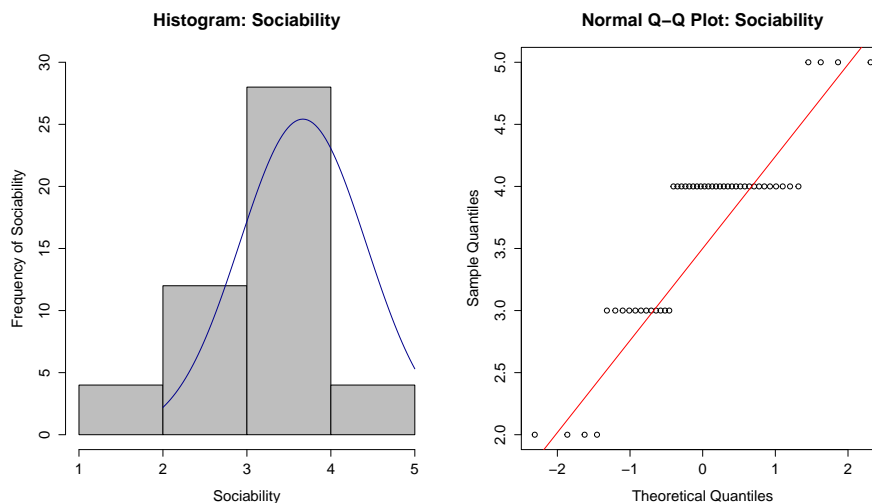 Histogram: Sociability
Frequency of Sociability
30
25
20
15
10
5
0
1 2 3 4 5
Sociability
Normal Q−Q Plot: Sociability
Sample Quantiles
5.0
4.5
4.0
3.5
3.0
2.5
2.0
−2 −1 0 1 2
Theoretical Quantiles